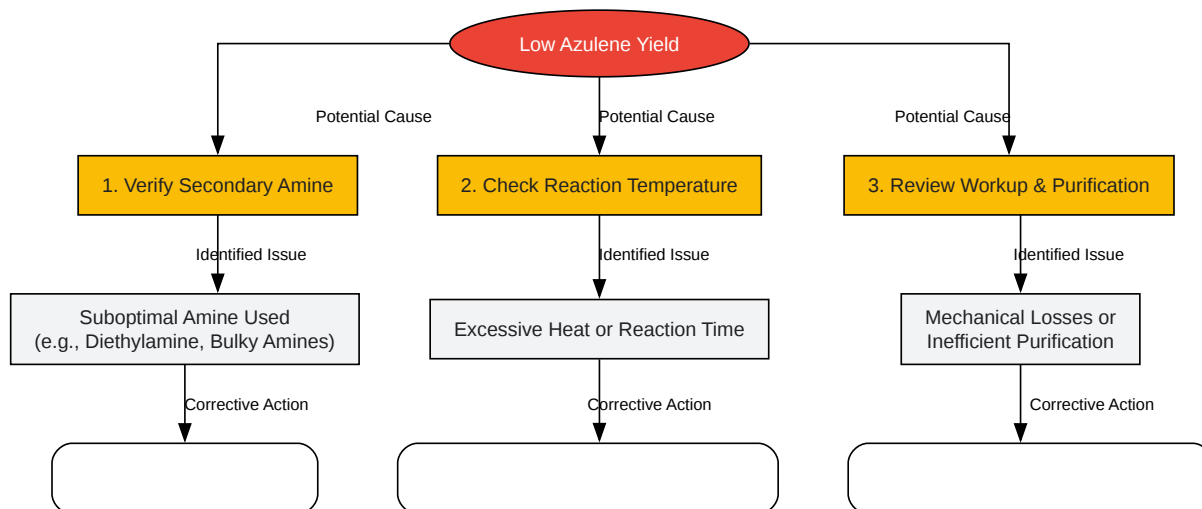 Low Azulene Yield
Potential Cause
Potential Cause
Potential Cause
1. Verify Secondary Amine
2. Check Reaction Temperature
3. Review Workup & Purification
Identified Issue
Identified Issue
Identified Issue
Suboptimal Amine Used
(e.g., Diethylamine, Bulky Amines)
Excessive Heat or Reaction Time
Mechanical Losses or
Inefficient Purification
Corrective Action
Corrective Action
Corrective Action